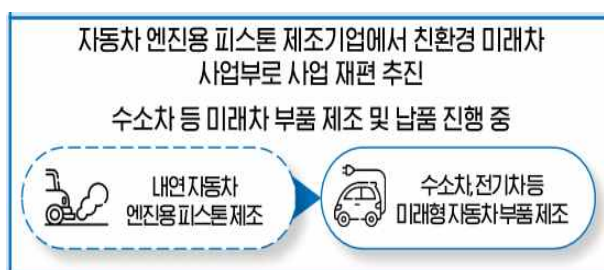 자동차 엔진용 피스톤 제조기업에서 친환경 미래차
사업부로 사업 재편 추진
수소차 등 미래차 부품 제조 및 납품 진행 중
내연 자동차
엔진용 피스톤 제조
수소차, 전기차 등
미래형 자동차 부품 제조